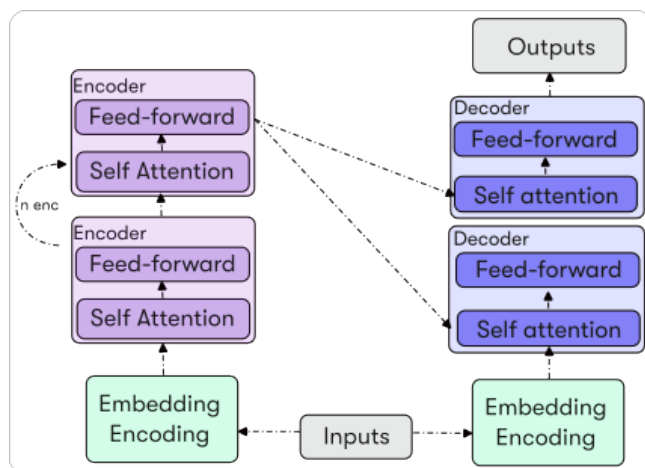 Outputs
Encoder
Feed-forward
Self Attention
n enc
Encoder
Feed-forward
Self Attention
Embedding
Encoding
Inputs
Decoder
Feed-forward
Self attention
Decoder
Feed-forward
Self attention
Embedding
Encoding